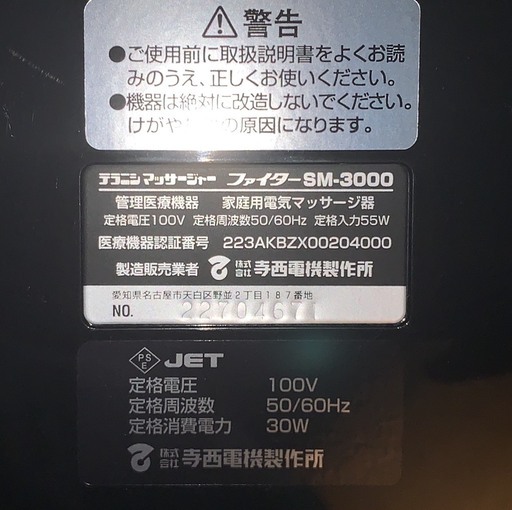 警告
●ご使用前に取扱説明書をよくお読
みのうえ、正しくお使いください。
●機器は絶対に改造しないでください。
けがや の原因になります。
テラニシ マッサージャー ファイターSM-3000
管理医療機器 家庭用電気マッサージ器
定格電圧100V 定格周波数50/60Hz 定格入力55W
医療機器認証番号 223AKBZX00204000
製造販売業者 株式会社 寺西電機製作所
愛知県名古屋市天白区野並2丁目187番地
NO. 22704671
PSE JET
定格電圧 100V
定格周波数 50/60Hz
定格消費電力 30W
株式会社 寺西電機製作所